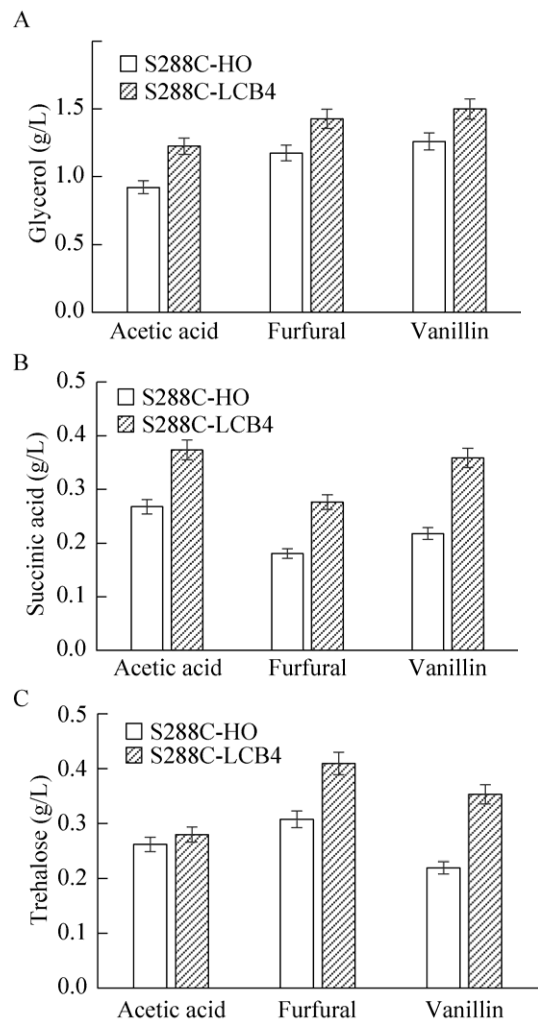 A
Glycerol (g/L)
S288C-HO
S288C-LCB4
1.5
1.0
1.5
0.0
Acetic acid Furfural Vanillin
B
Succinic acid (g/L)
S288C-HO
S288C-LCB4
0.5
0.4
0.3
0.2
0.1
0.0
Acetic acid Furfural Vanillin
C
Trehalose (g/L)
S288C-HO
S288C-LCB4
0.5
0.4
0.3
0.2
0.1
0.0
Acetic acid Furfural Vanillin